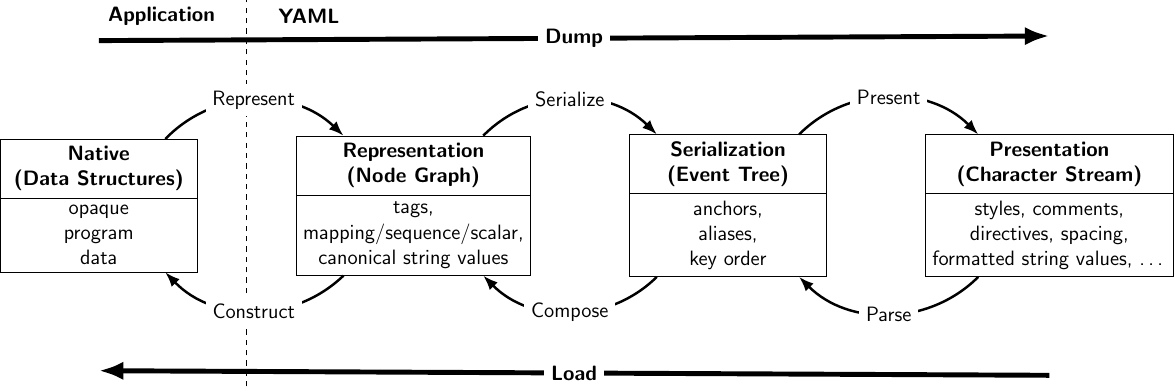 Application
YAML
Dump
Represent
Serialize
Present
Native
(Data Structures)
opaque
program
data
Representation
(Node Graph)
tags,
mapping/sequence/scalar,
canonical string values
Serialization
(Event Tree)
anchors,
aliases,
key order
Presentation
(Character Stream)
styles, comments,
directives, spacing,
formatted string values, ...
Construct
Compose
Parse
Load